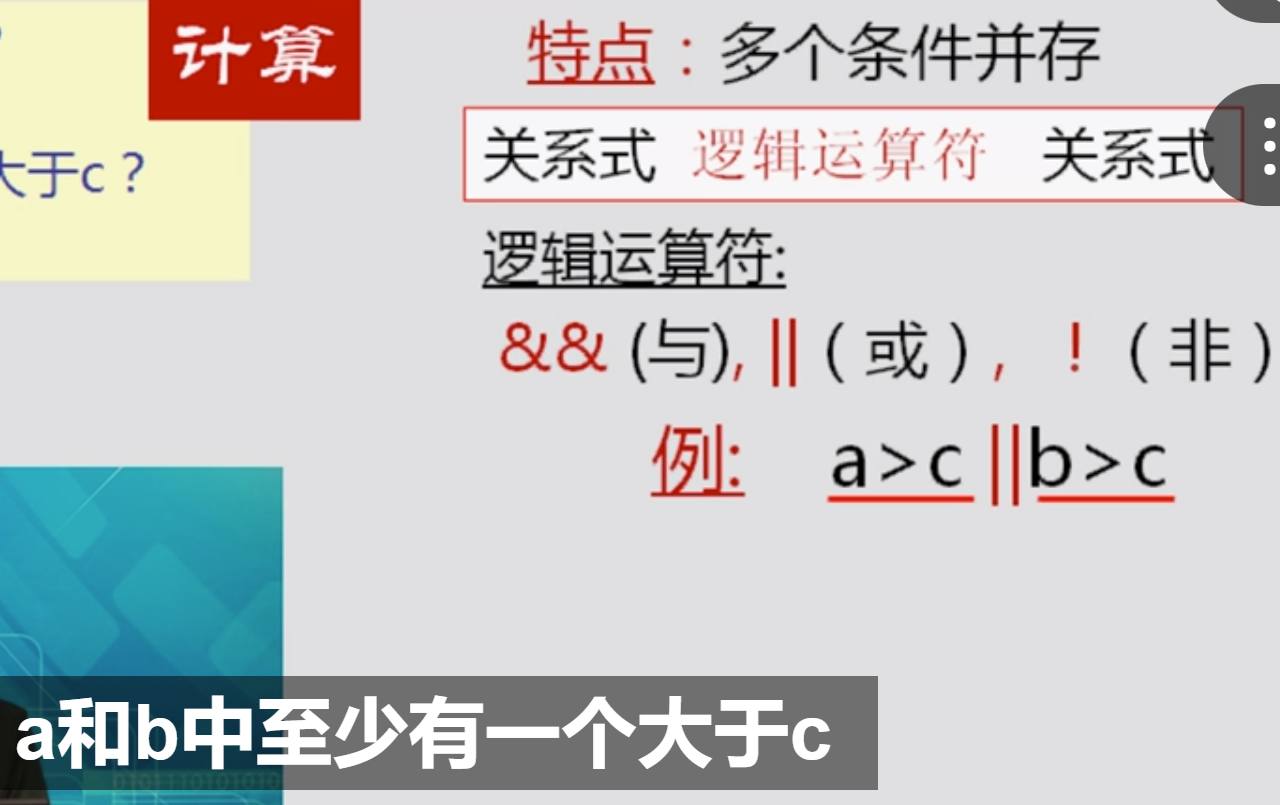 计算
大于c？
特点：多个条件并存
关系式 逻辑运算符 关系式
逻辑运算符:
&& (与), ||（或）， !（非）
例: a>c ||b>c
a和b中至少有一个大于c